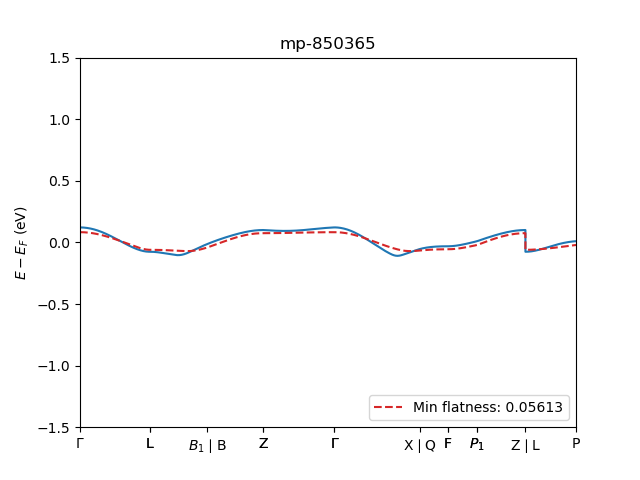 mp-850365
1.5
1.0
0.5
0.0
−0.5
−1.0
−1.5
E − E_F (eV)
Min flatness: 0.05613
Γ L B₁ | B Z Γ X | Q F P₁ Z | L P